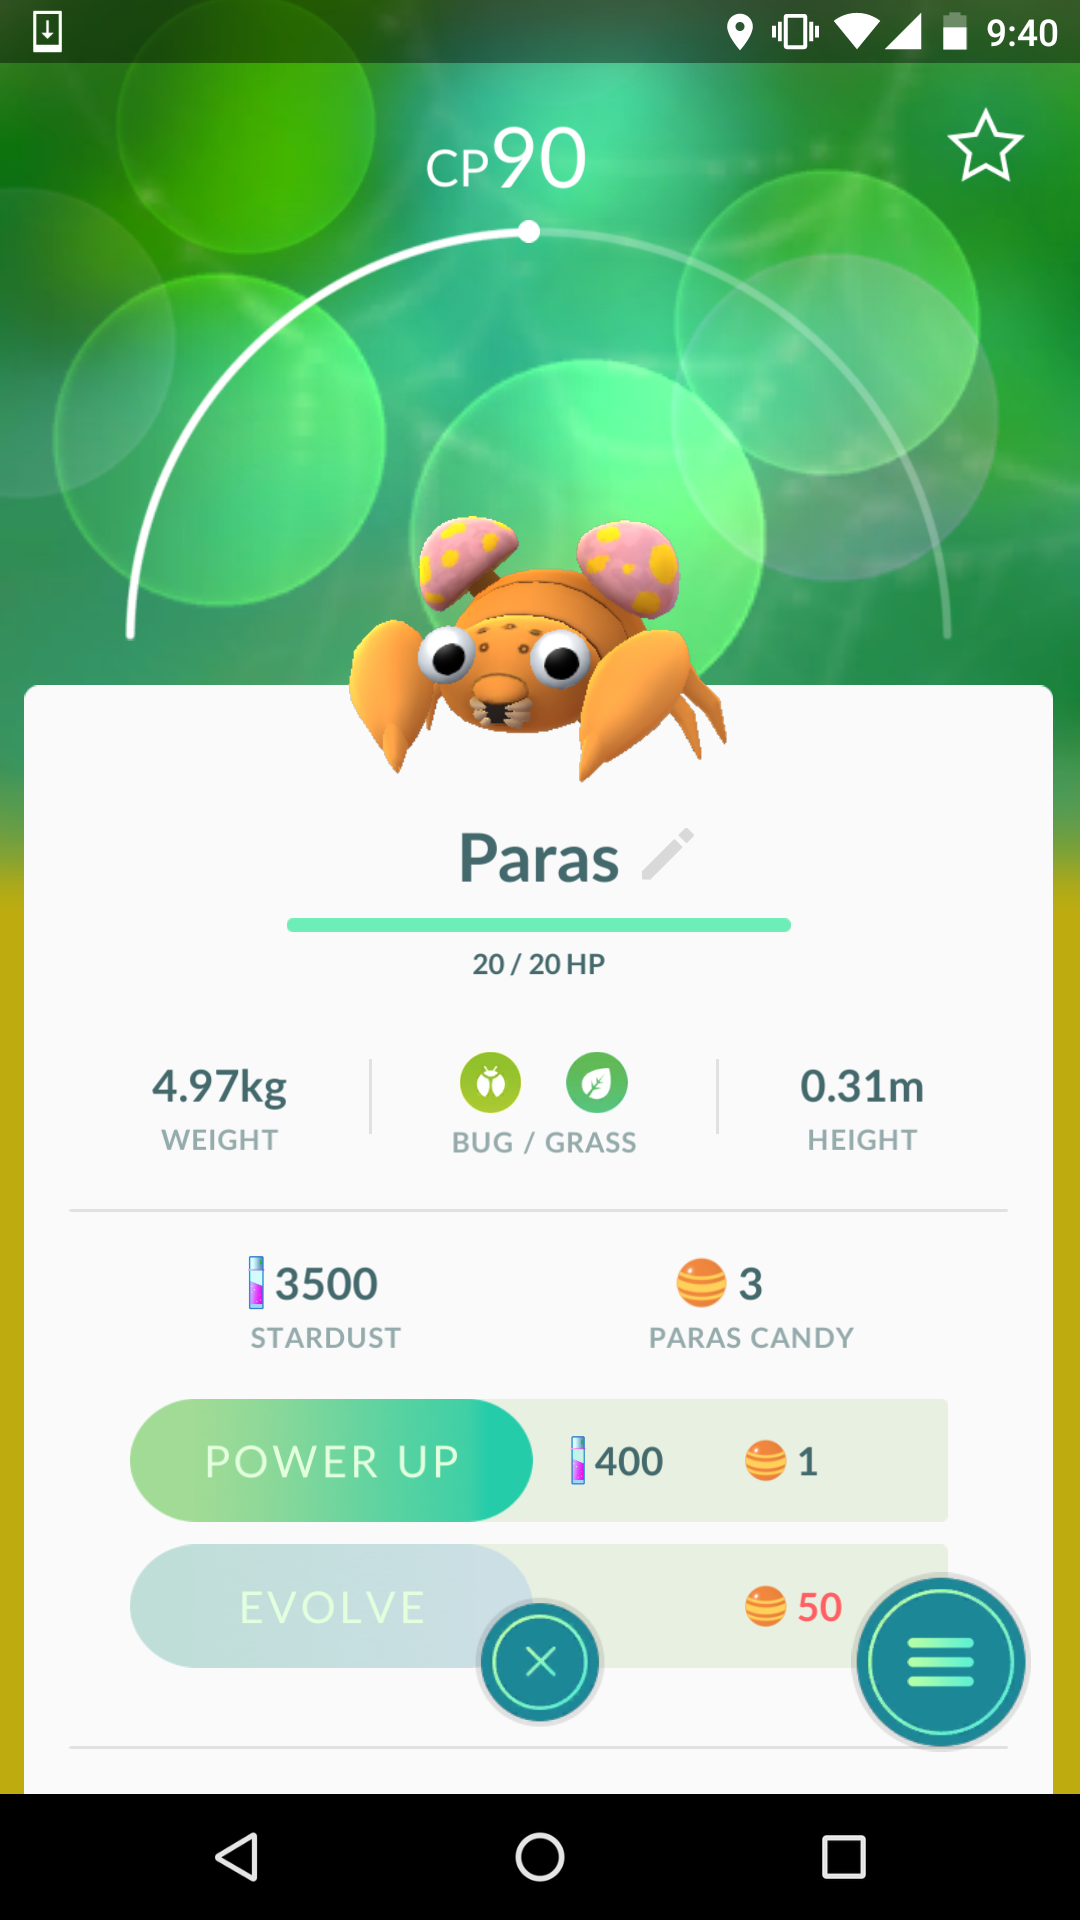 9:40
CP90
Paras
20 / 20 HP
4.97kg
WEIGHT
BUG / GRASS
0.31m
HEIGHT
3500
STARDUST
3
PARAS CANDY
POWER UP 400 1
EVOLVE 50